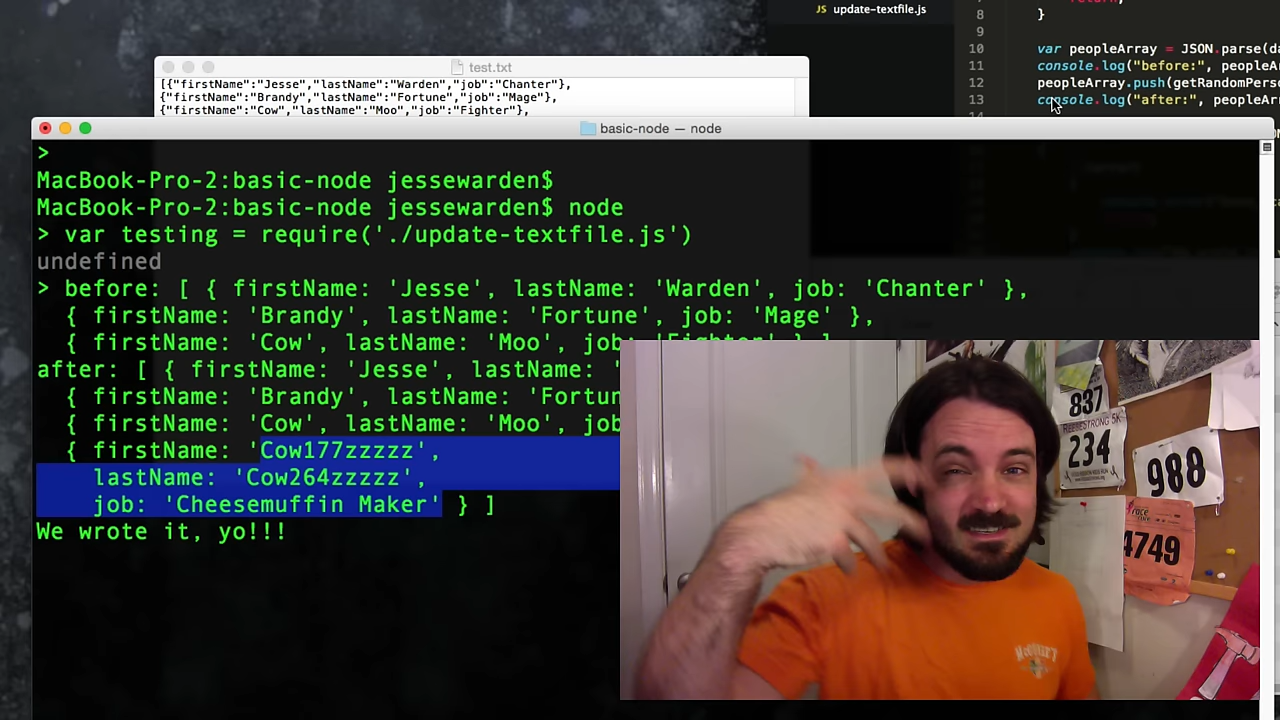 update-textfile.js
8 }
9
10 var peopleArray = JSON.parse(
11 console.log("before:",
12 peopleArray.push(
13 console.log("after:",
test.txt
[{"firstName":"Jesse","lastName":"Warden","job":"Chanter"},
{"firstName":"Brandy","lastName":"Fortune","job":"Mage"},
{"firstName":"Cow","lastName":"Moo","job":"Fighter"},
basic-node — node
>
MacBook-Pro-2:basic-node jessewarden$
MacBook-Pro-2:basic-node jessewarden$ node
> var testing = require('./update-textfile.js')
undefined
> before: [ { firstName: 'Jesse', lastName: 'Warden', job: 'Chanter' },
{ firstName: 'Brandy', lastName: 'Fortune', job: 'Mage' },
{ firstName: 'Cow', lastName: 'Moo', job: 'Fighter' } ]
after: [ { firstName: 'Jesse', lastName: '
{ firstName: 'Brandy', lastName: 'Fortun
{ firstName: 'Cow', lastName: 'Moo', job
{ firstName: 'Cow177zzzzz',
lastName: 'Cow264zzzzz',
job: 'Cheesemuffin Maker' } ]
We wrote it, yo!!!
837
REESESTRONG 5K
234
988
4749